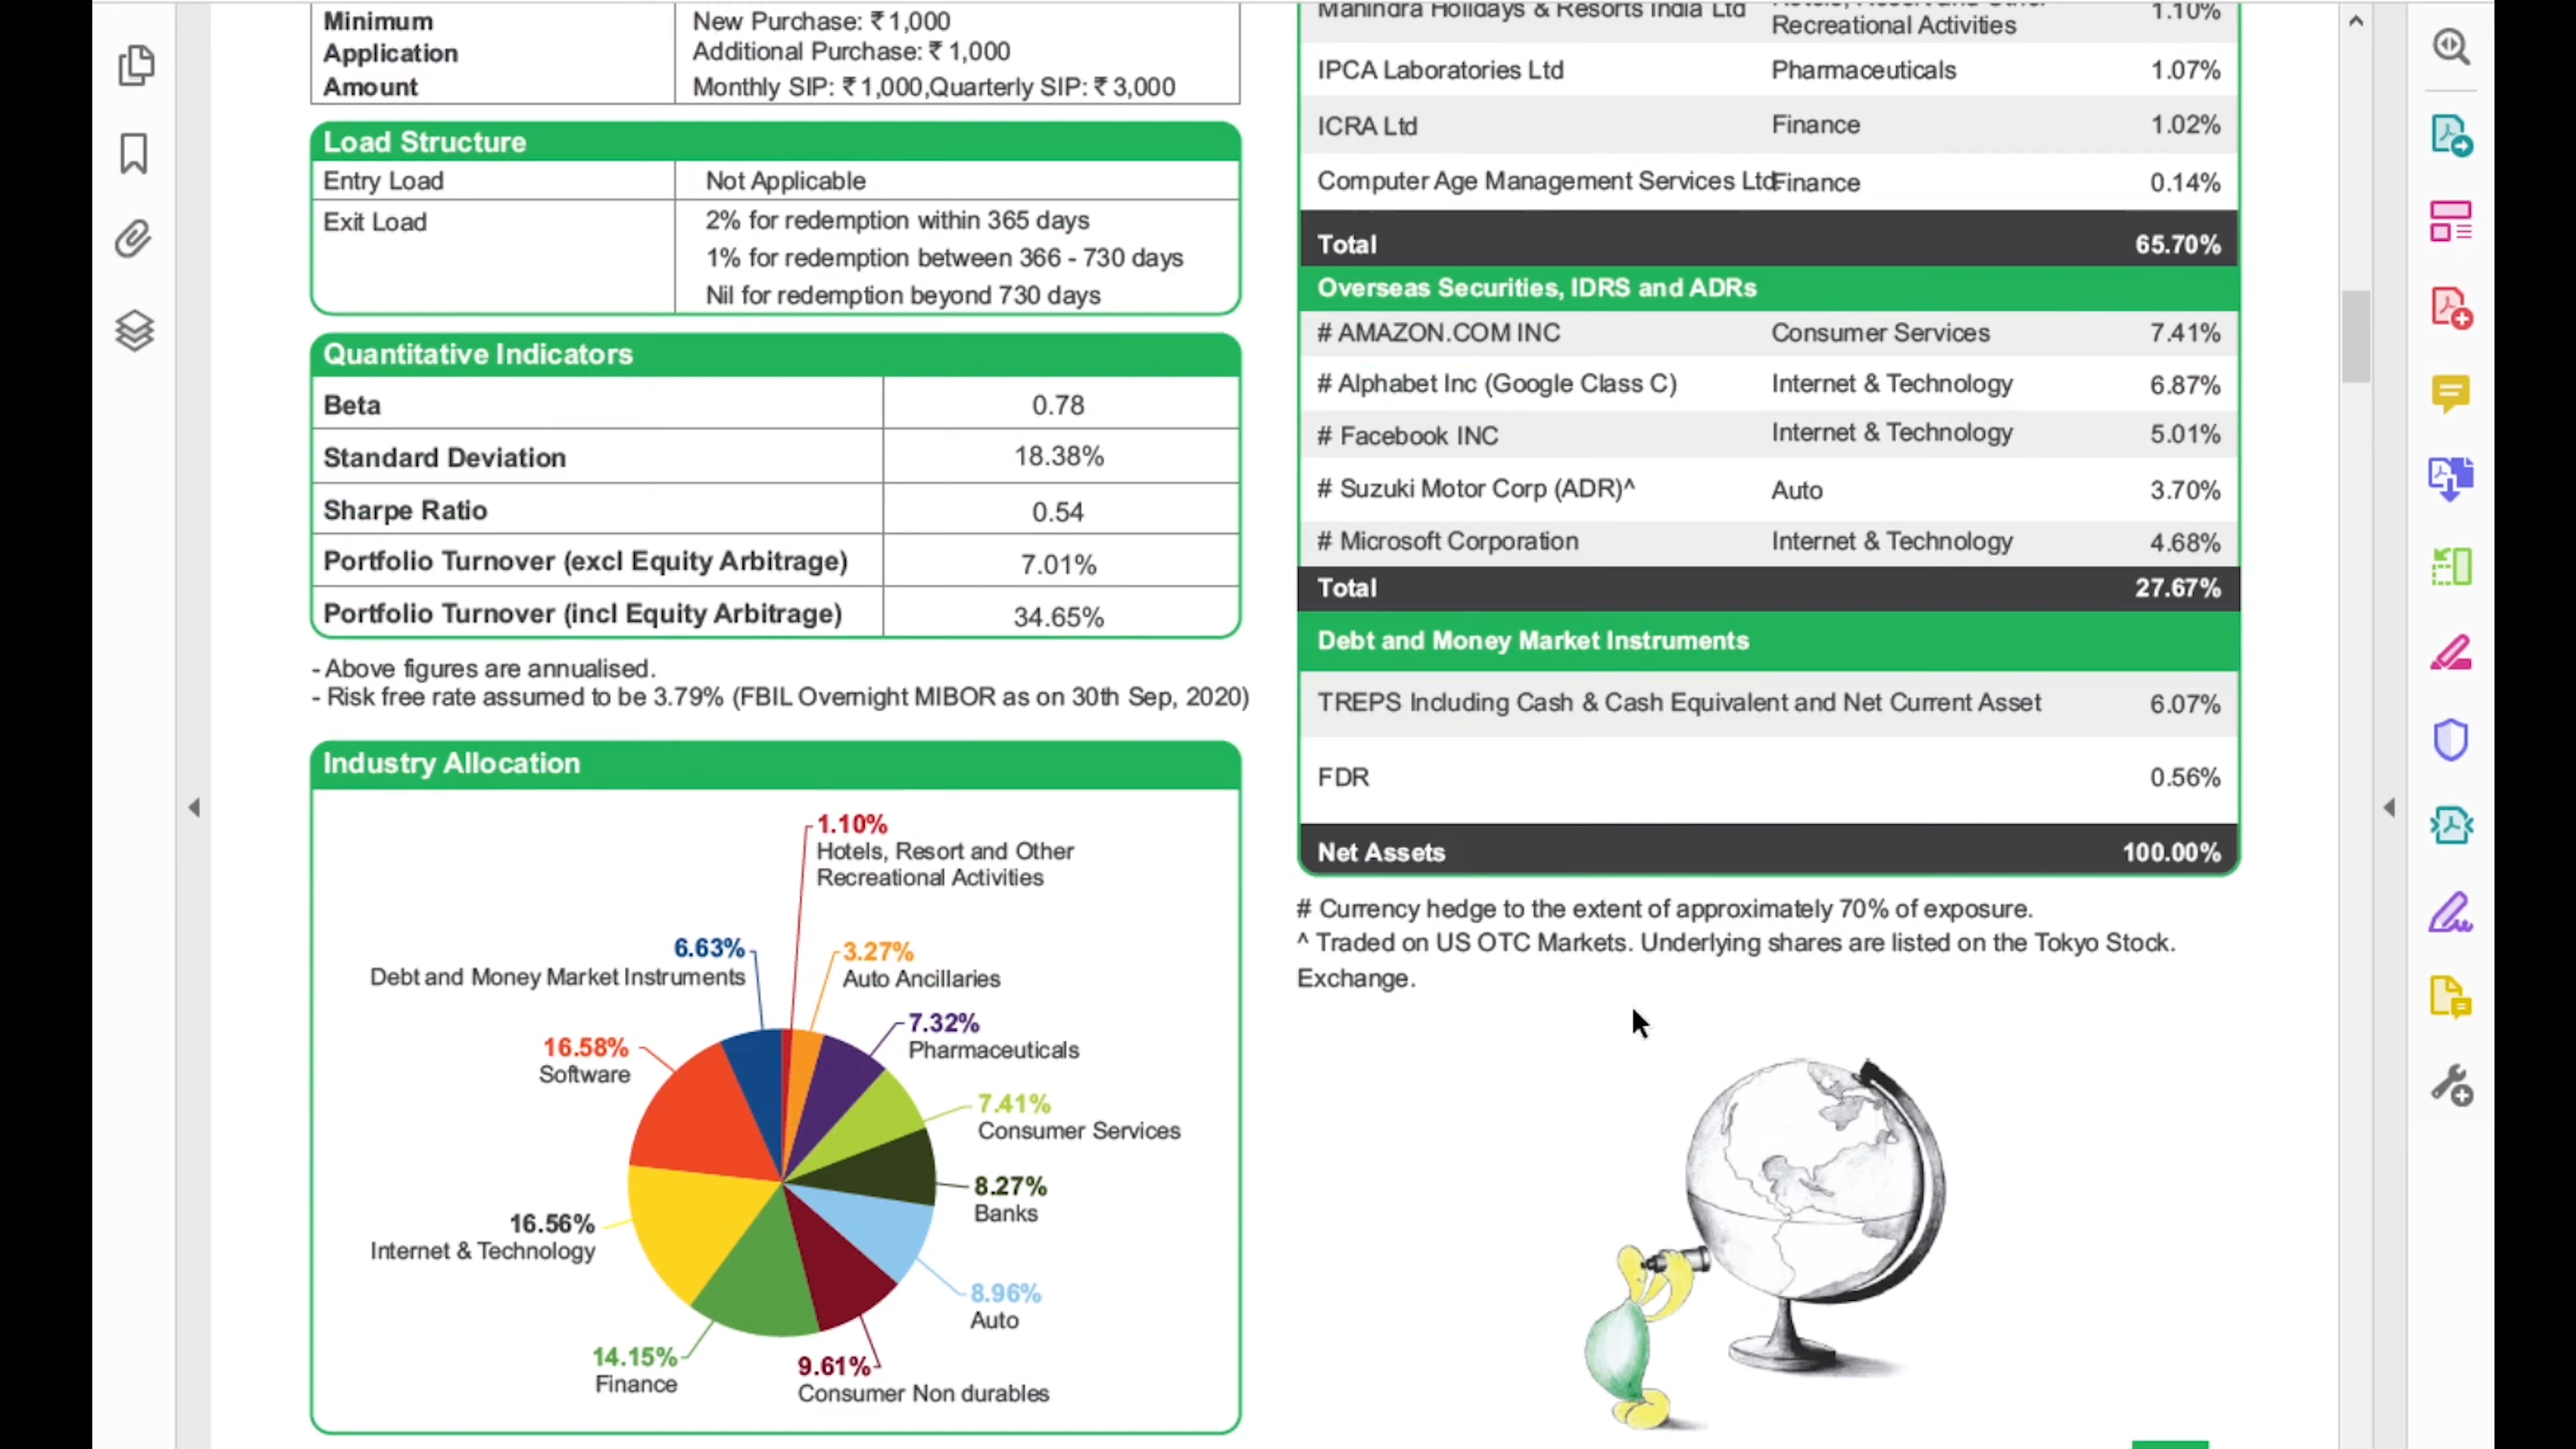 Minimum Application Amount
New Purchase: ₹ 1,000
Additional Purchase: ₹ 1,000
Monthly SIP: ₹ 1,000,Quarterly SIP: ₹ 3,000
Load Structure
Entry Load Not Applicable
Exit Load 2% for redemption within 365 days
1% for redemption between 366 - 730 days
Nil for redemption beyond 730 days
Quantitative Indicators
Beta 0.78
Standard Deviation 18.38%
Sharpe Ratio 0.54
Portfolio Turnover (excl Equity Arbitrage) 7.01%
Portfolio Turnover (incl Equity Arbitrage) 34.65%
- Above figures are annualised.
- Risk free rate assumed to be 3.79% (FBIL Overnight MIBOR as on 30th Sep, 2020)
Industry Allocation
1.10%
Hotels, Resort and Other
Recreational Activities
6.63%
Debt and Money Market Instruments
3.27%
Auto Ancillaries
7.32%
Pharmaceuticals
16.58%
Software
7.41%
Consumer Services
8.27%
Banks
16.56%
Internet & Technology
8.96%
Auto
14.15%
Finance
9.61%
Consumer Non durables
Mahindra Holidays & Resorts India Ltd Hotels, Resort and Other 1.10%
Recreational Activities
IPCA Laboratories Ltd Pharmaceuticals 1.07%
ICRA Ltd Finance 1.02%
Computer Age Management Services Ltd Finance 0.14%
Total 65.70%
Overseas Securities, IDRS and ADRs
# AMAZON.COM INC Consumer Services 7.41%
# Alphabet Inc (Google Class C) Internet & Technology 6.87%
# Facebook INC Internet & Technology 5.01%
# Suzuki Motor Corp (ADR)^ Auto 3.70%
# Microsoft Corporation Internet & Technology 4.68%
Total 27.67%
Debt and Money Market Instruments
TREPS Including Cash & Cash Equivalent and Net Current Asset 6.07%
FDR 0.56%
Net Assets 100.00%
# Currency hedge to the extent of approximately 70% of exposure.
^ Traded on US OTC Markets. Underlying shares are listed on the Tokyo Stock.
Exchange.